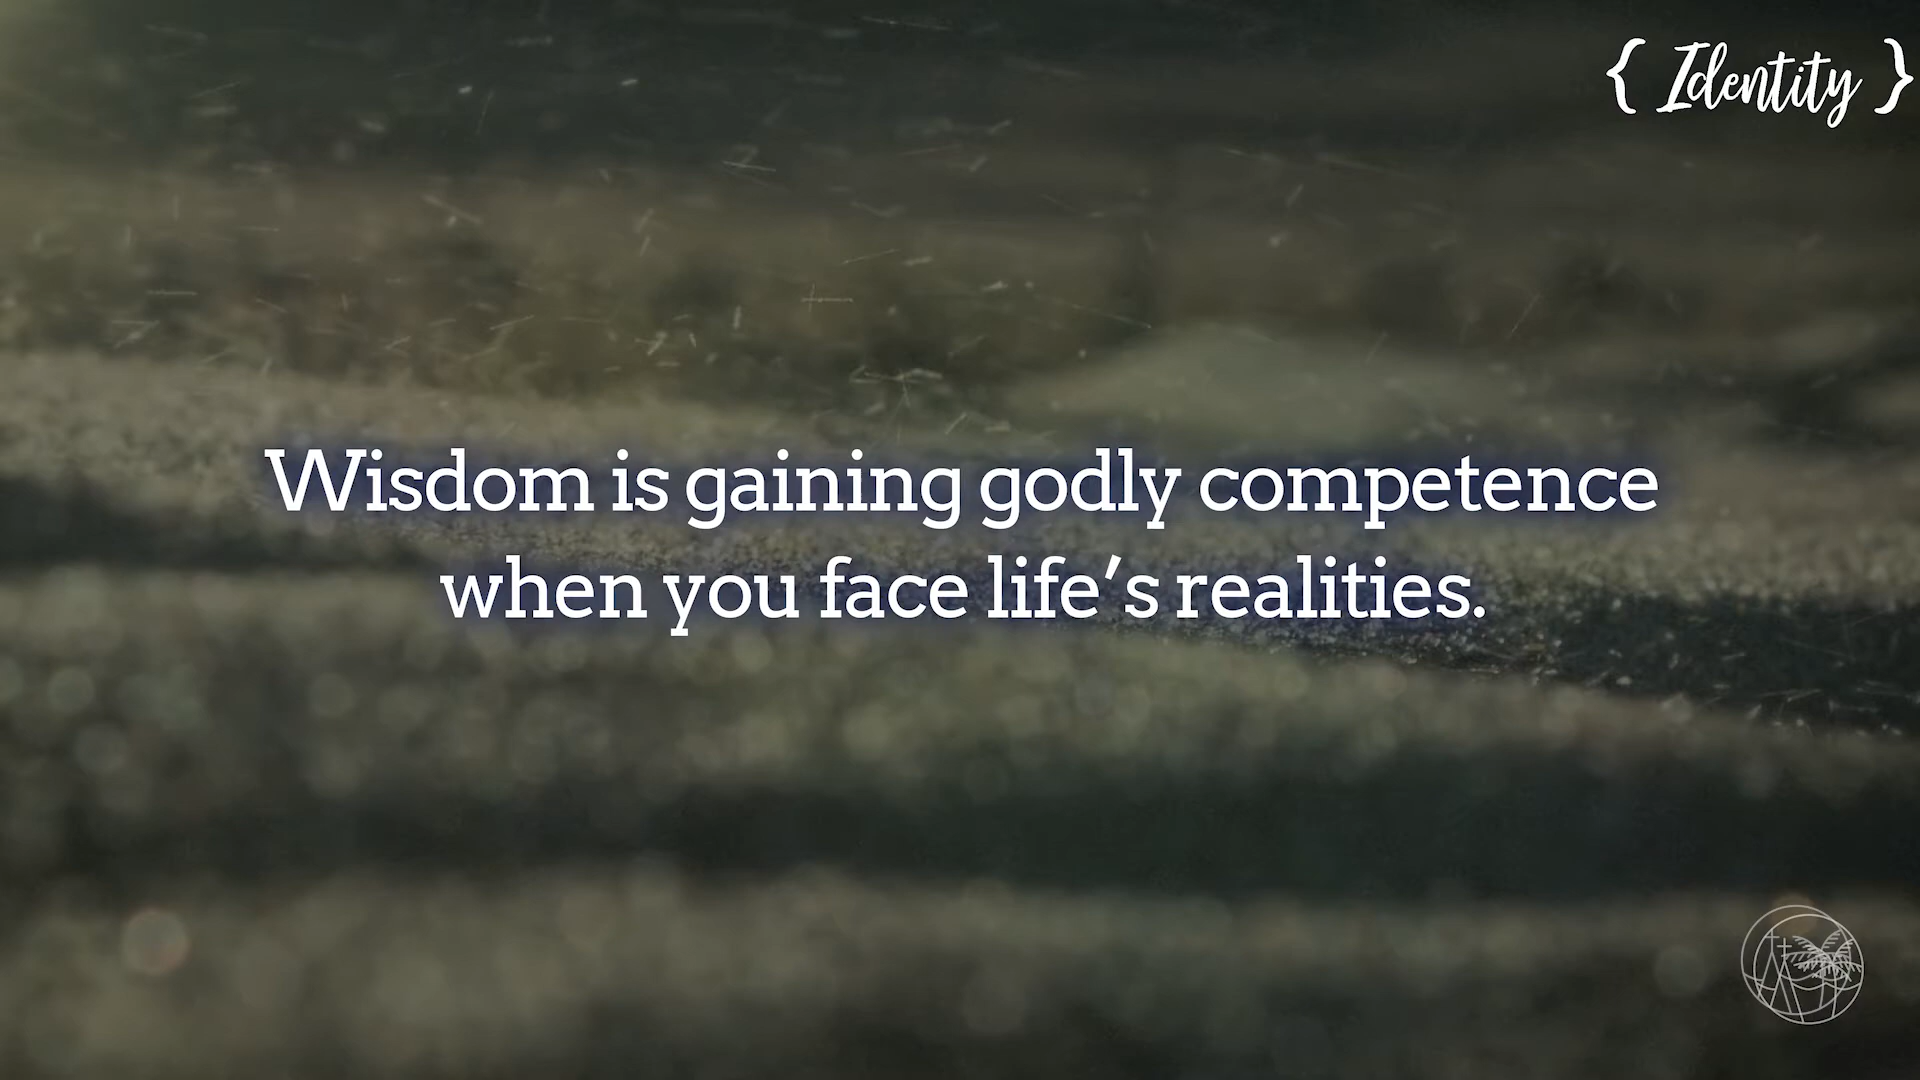 { Identity }
Wisdom is gaining godly competence
when you face life’s realities.